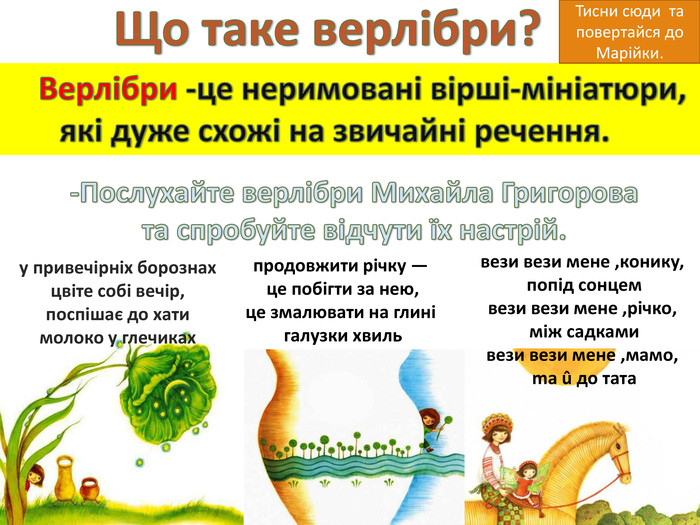 Що таке верлібри?
Тисни сюди та
повертайся до
Марійки.
Верлібри -це неримовані вірші-мініатюри,
які дуже схожі на звичайні речення.
-Послухайте верлібри Михайла Григорова
та спробуйте відчути їх настрій.
у привечірніх борознах
цвіте собі вечір,
поспішає до хати
молоко у глечиках
продовжити річку —
це побігти за нею,
це змалювати на глині
галузки хвиль
вези вези мене ,конику,
попід сонцем
вези вези мене ,річко,
між садками
вези вези мене ,мамо,
та û до тата